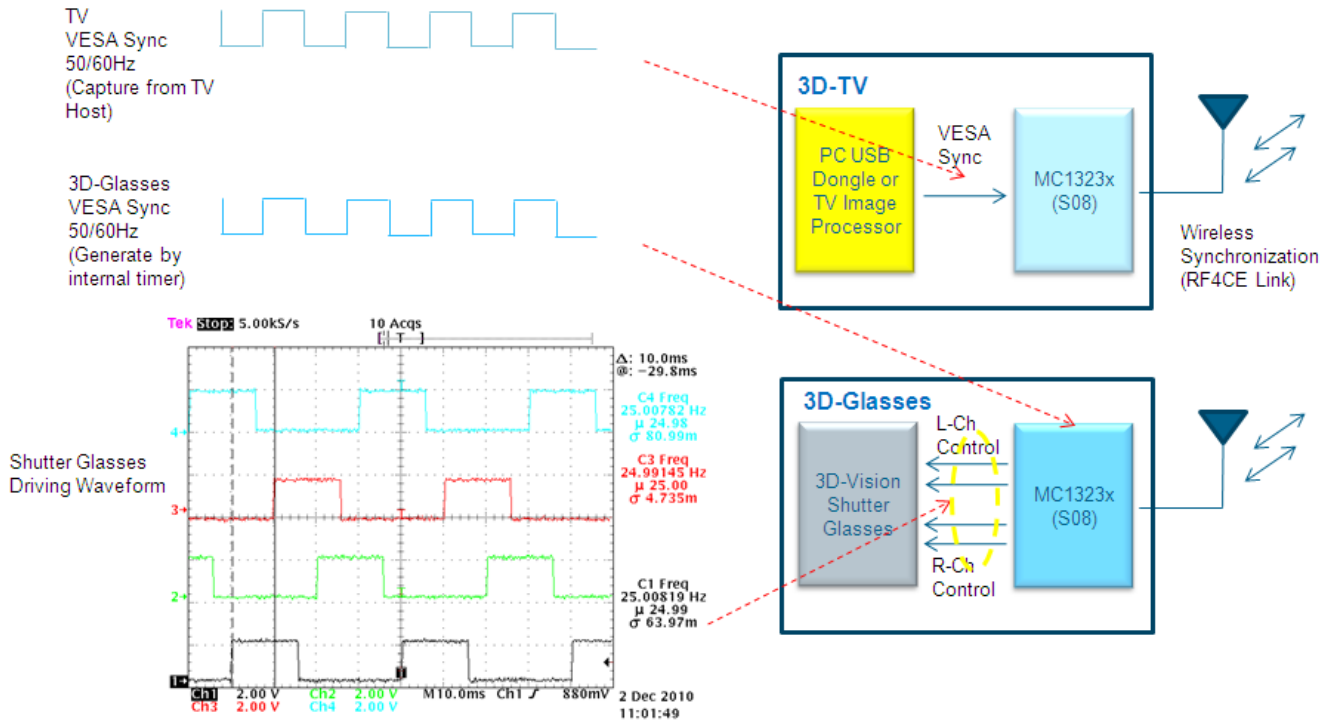 TV
VESA Sync
50/60Hz
(Capture from TV
Host)
3D-Glasses
VESA Sync
50/60Hz
(Generate by
internal timer)
3D-TV
PC USB
Dongle or
TV Image
Processor
VESA
Sync
MC1323x
(S08)
Wireless
Synchronization
(RF4CE Link)
Tek Stop: 5.00kS/s 10 Acqs
[ T ]
Δ: 10.0ms
@: -29.8ms
C4 Freq
25.00782 Hz
μ 24.98
σ 80.99m
C3 Freq
24.99145 Hz
μ 25.00
σ 4.735m
C1 Freq
25.00819 Hz
μ 24.99
σ 63.97m
4
3
2
1
T
Ch1 2.00 V Ch2 2.00 V M10.0ms Ch1 880mV
Ch3 2.00 V Ch4 2.00 V
2 Dec 2010
11:01:49
Shutter Glasses
Driving Waveform
3D-Glasses
L-Ch
Control
3D-Vision
Shutter
Glasses
R-Ch
Control
MC1323x
(S08)